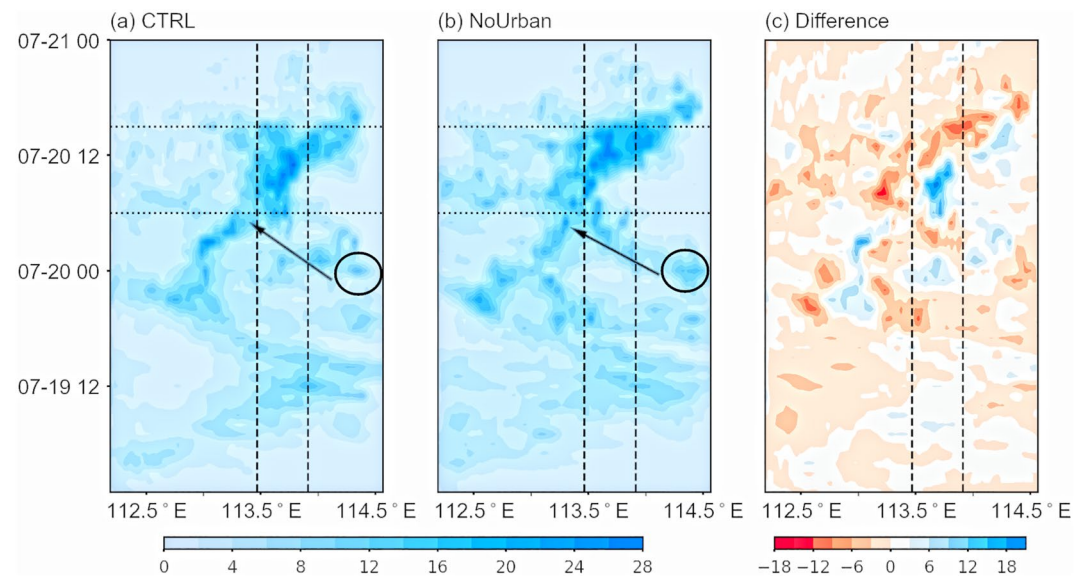 (a) CTRL (b) NoUrban (c) Difference
07-21 00
07-20 12
07-20 00
07-19 12
112.5° E 113.5° E 114.5° E 112.5° E 113.5° E 114.5° E 112.5° E 113.5° E 114.5° E
0 4 8 12 16 20 24 28 −18 −12 −6 0 6 12 18